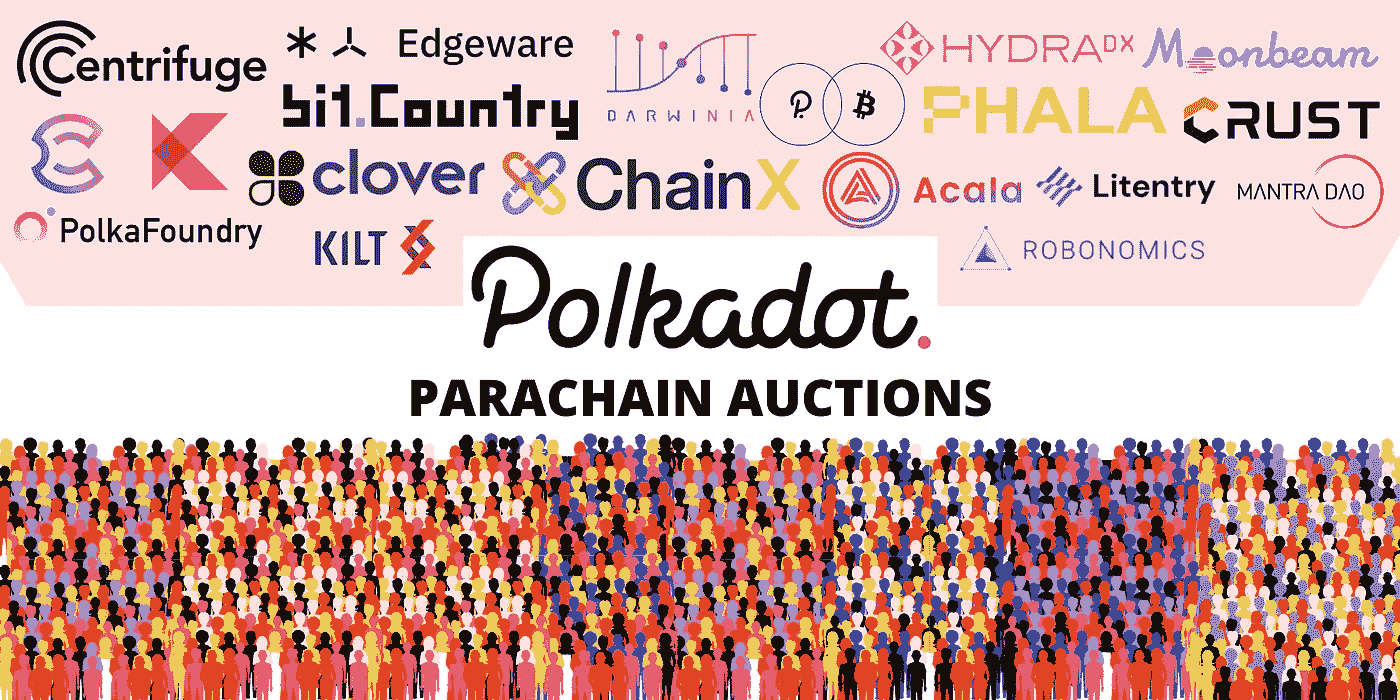 Centrifuge
Edgeware
DARWINIA
HYDRADX
Moonbeam
bit.Country
PHALA
CRUST
clover
ChainX
Acala
Litentry
MANTRA DAO
PolkaFoundry
KILT
ROBONOMICS
Polkadot.
PARACHAIN AUCTIONS